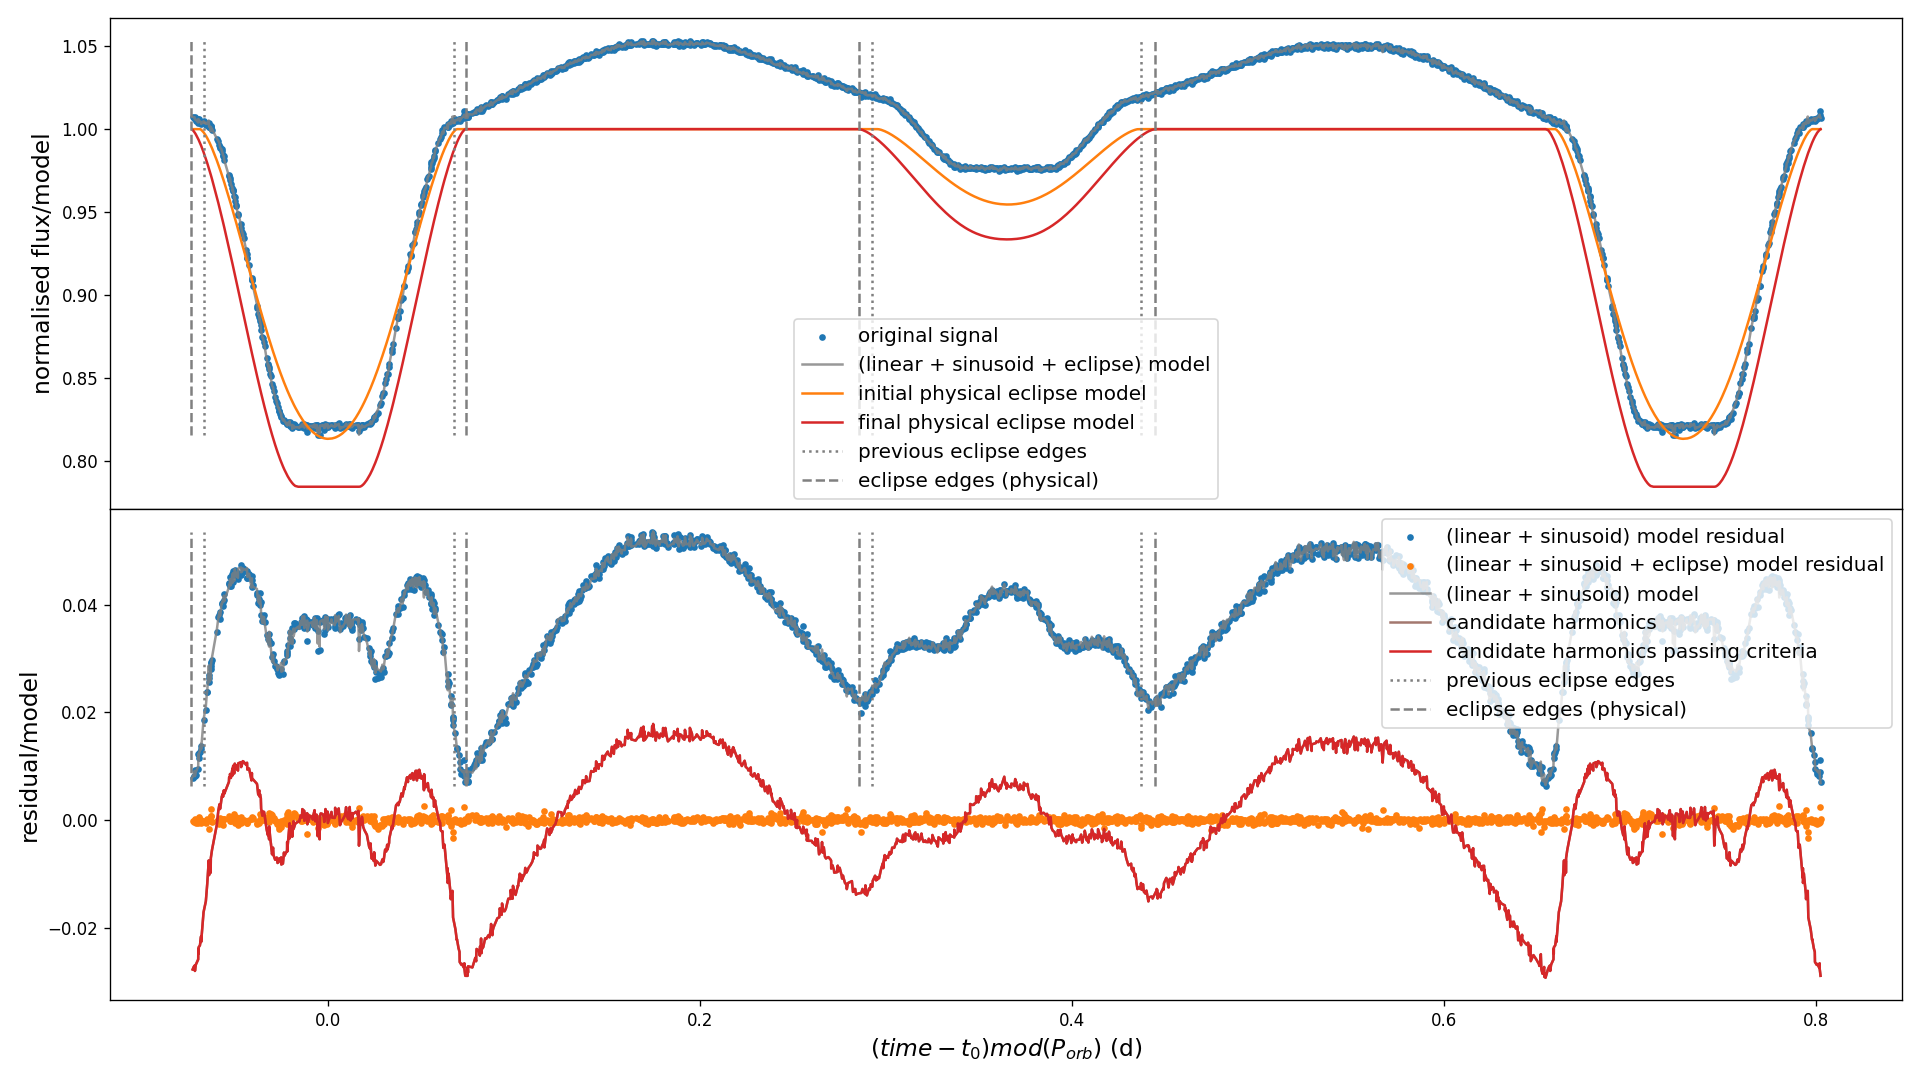 normalised flux/model
1.05
1.00
0.95
0.90
0.85
0.80
original signal
(linear + sinusoid + eclipse) model
initial physical eclipse model
final physical eclipse model
previous eclipse edges
eclipse edges (physical)
residual/model
0.04
0.02
0.00
−0.02
(linear + sinusoid) model residual
(linear + sinusoid + eclipse) model residual
(linear + sinusoid) model
candidate harmonics
candidate harmonics passing criteria
previous eclipse edges
eclipse edges (physical)
0.0 0.2 0.4 0.6 0.8
(time − t₀)mod(P_orb) (d)